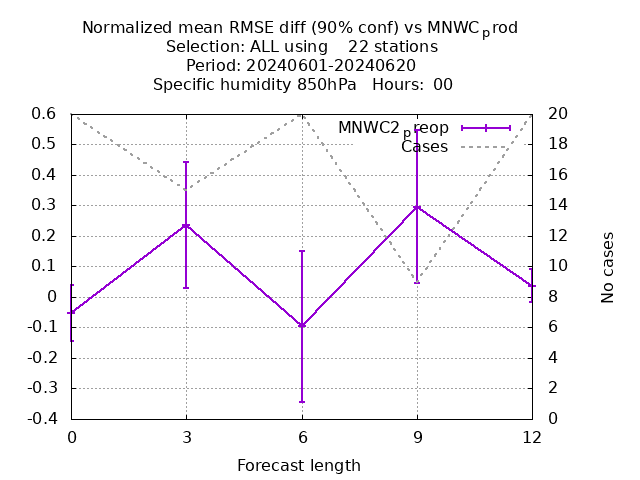 Normalized mean RMSE diff (90% conf) vs MNWCprod
Selection: ALL using    22 stations
Period: 20240601-20240620
Specific humidity 850hPa   Hours:  00
MNWC2preop
Cases
0.6
0.5
0.4
0.3
0.2
0.1
0
-0.1
-0.2
-0.3
-0.4
20
18
16
14
12
10
8
6
4
2
0
No cases
0 3 6 9 12
Forecast length